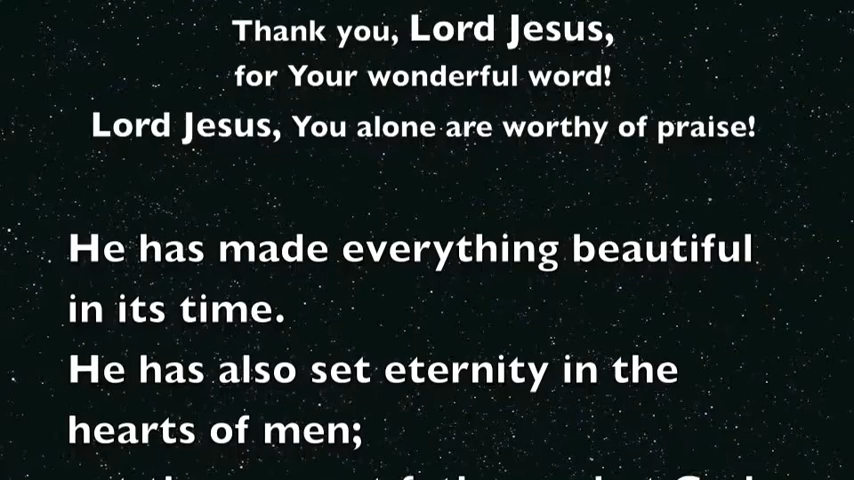 Thank you, Lord Jesus,
for Your wonderful word!
Lord Jesus, You alone are worthy of praise!
He has made everything beautiful
in its time.
He has also set eternity in the
hearts of men;